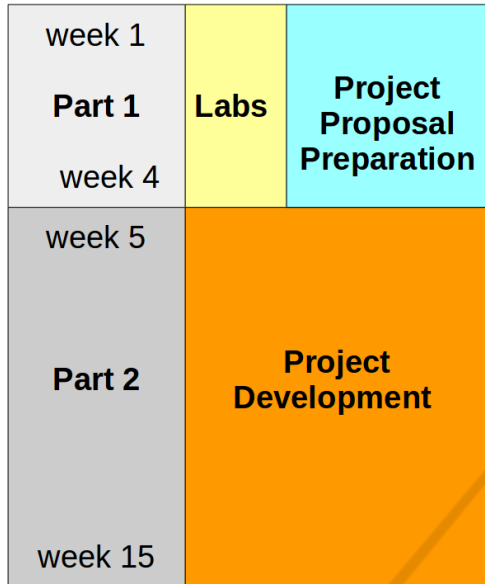 week 1
Part 1
week 4
Labs
Project
Proposal
Preparation
week 5
Part 2
week 15
Project
Development